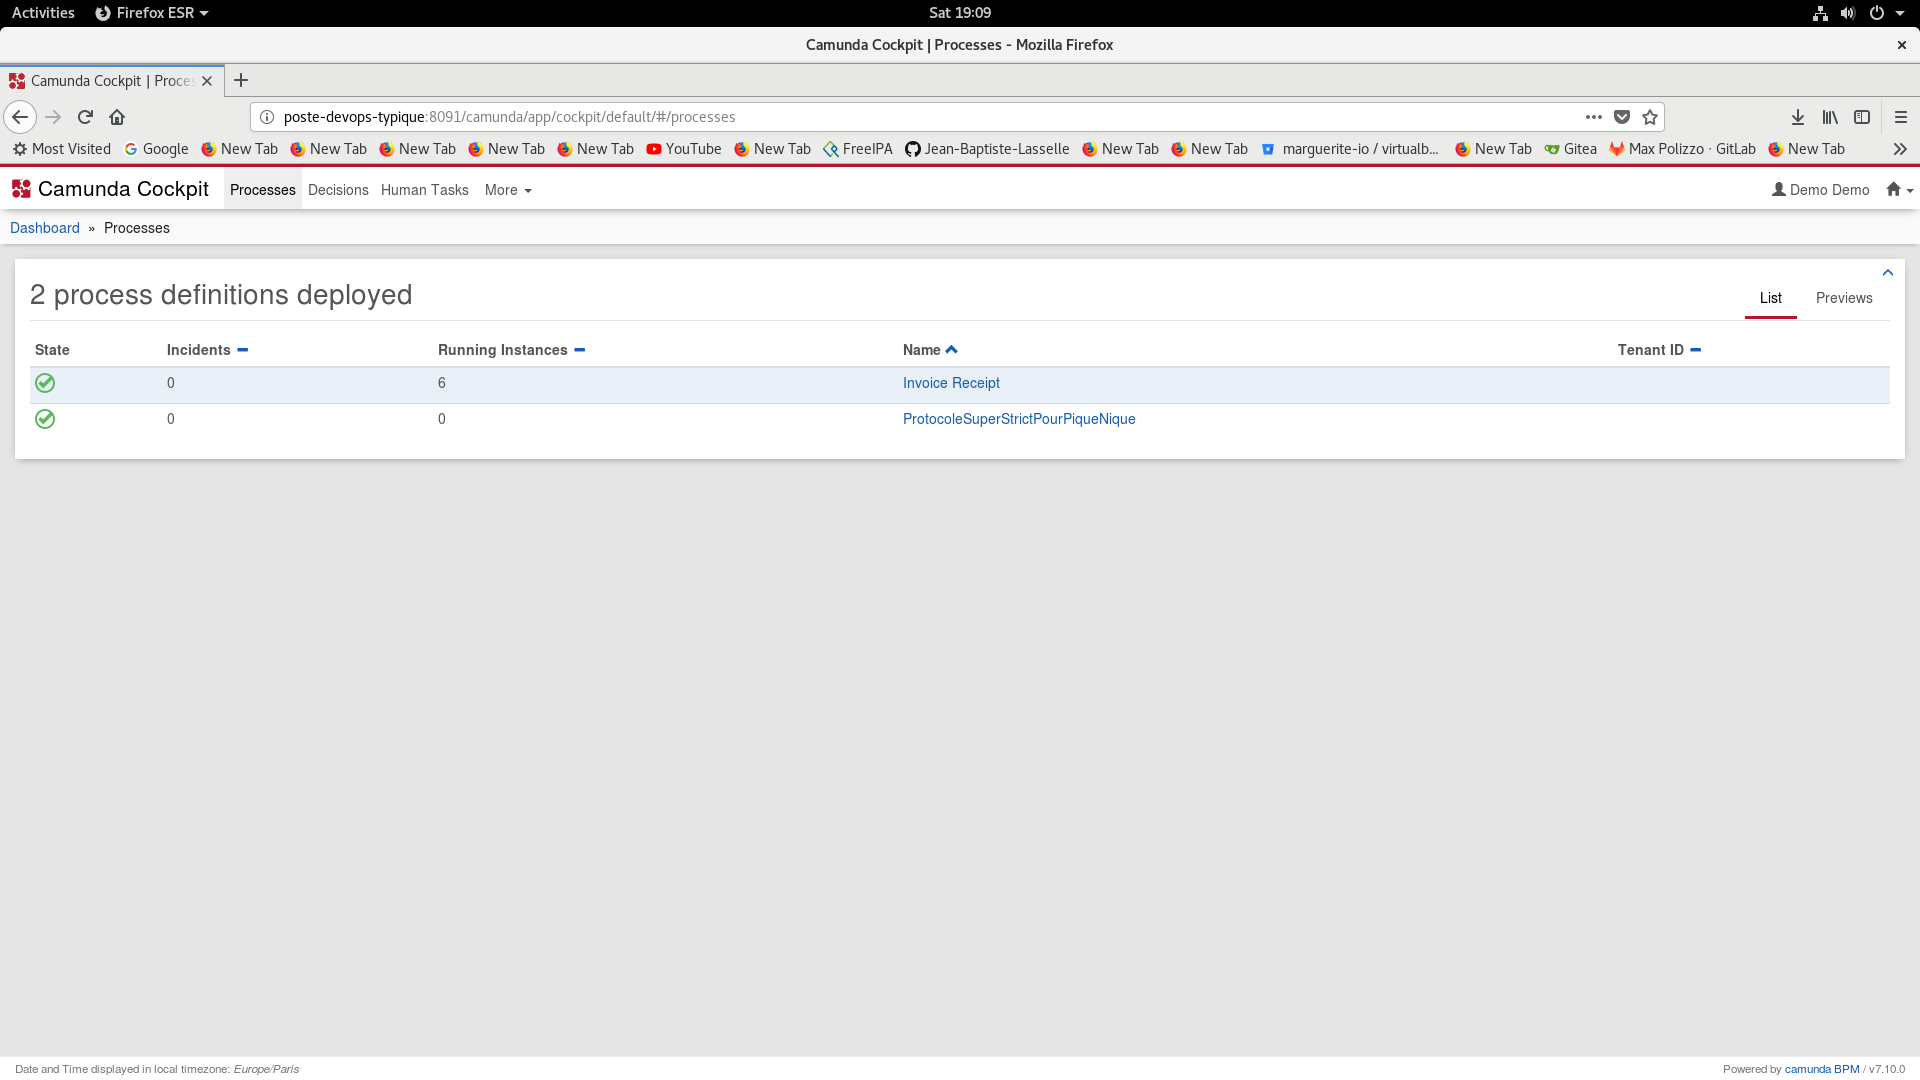 Activities Firefox ESR Sat 19:09
Camunda Cockpit | Processes - Mozilla Firefox
Camunda Cockpit | Proces
poste-devops-typique:8091/camunda/app/cockpit/default/#/processes
Most Visited Google New Tab New Tab New Tab New Tab New Tab YouTube New Tab FreeIPA Jean-Baptiste-Lasselle New Tab New Tab marguerite-io / virtualb... New Tab Gitea Max Polizzo · GitLab New Tab
Camunda Cockpit Processes Decisions Human Tasks More Demo Demo
Dashboard » Processes
2 process definitions deployed
List Previews
State Incidents Running Instances Name Tenant ID
0 6 Invoice Receipt
0 0 ProtocoleSuperStrictPourPiqueNique
Date and Time displayed in local timezone: Europe/Paris Powered by camunda BPM / v7.10.0